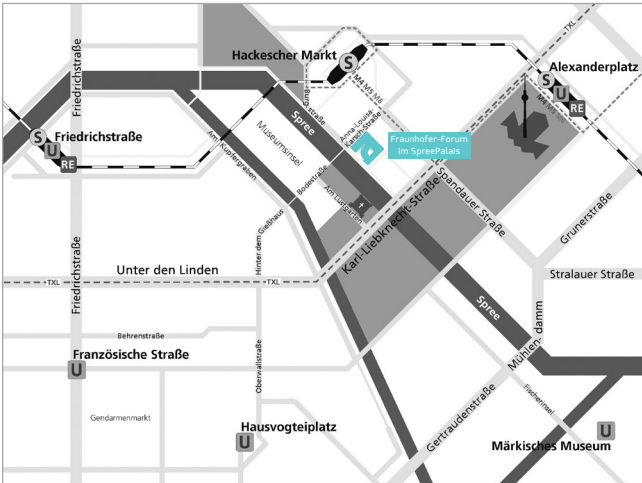 TXL
Hackescher Markt
S
M4 M5 M6
Alexanderplatz
S
U
RE
Friedrichstraße
Burgstraße
Spree
Anna-Louisa-
Karsch-Straße
Fraunhofer-Forum
im SpreePalais
S
U
RE
Friedrichstraße
Am Kupfergraben
Museumsinsel
Bodestraße
Am Lustgarten
Karl-Liebknecht-Straße
Spandauer Straße
Grunerstraße
Hinter dem Gießhaus
Unter den Linden
TXL
TXL
Stralauer Straße
Friedrichstraße
Spree
Mühlen- damm
Behrenstraße
Französische Straße
U
Oberwallstraße
Gertraudenstraße
Fischerinsel
Gendarmenmarkt
Hausvogteiplatz
U
U
Märkisches Museum